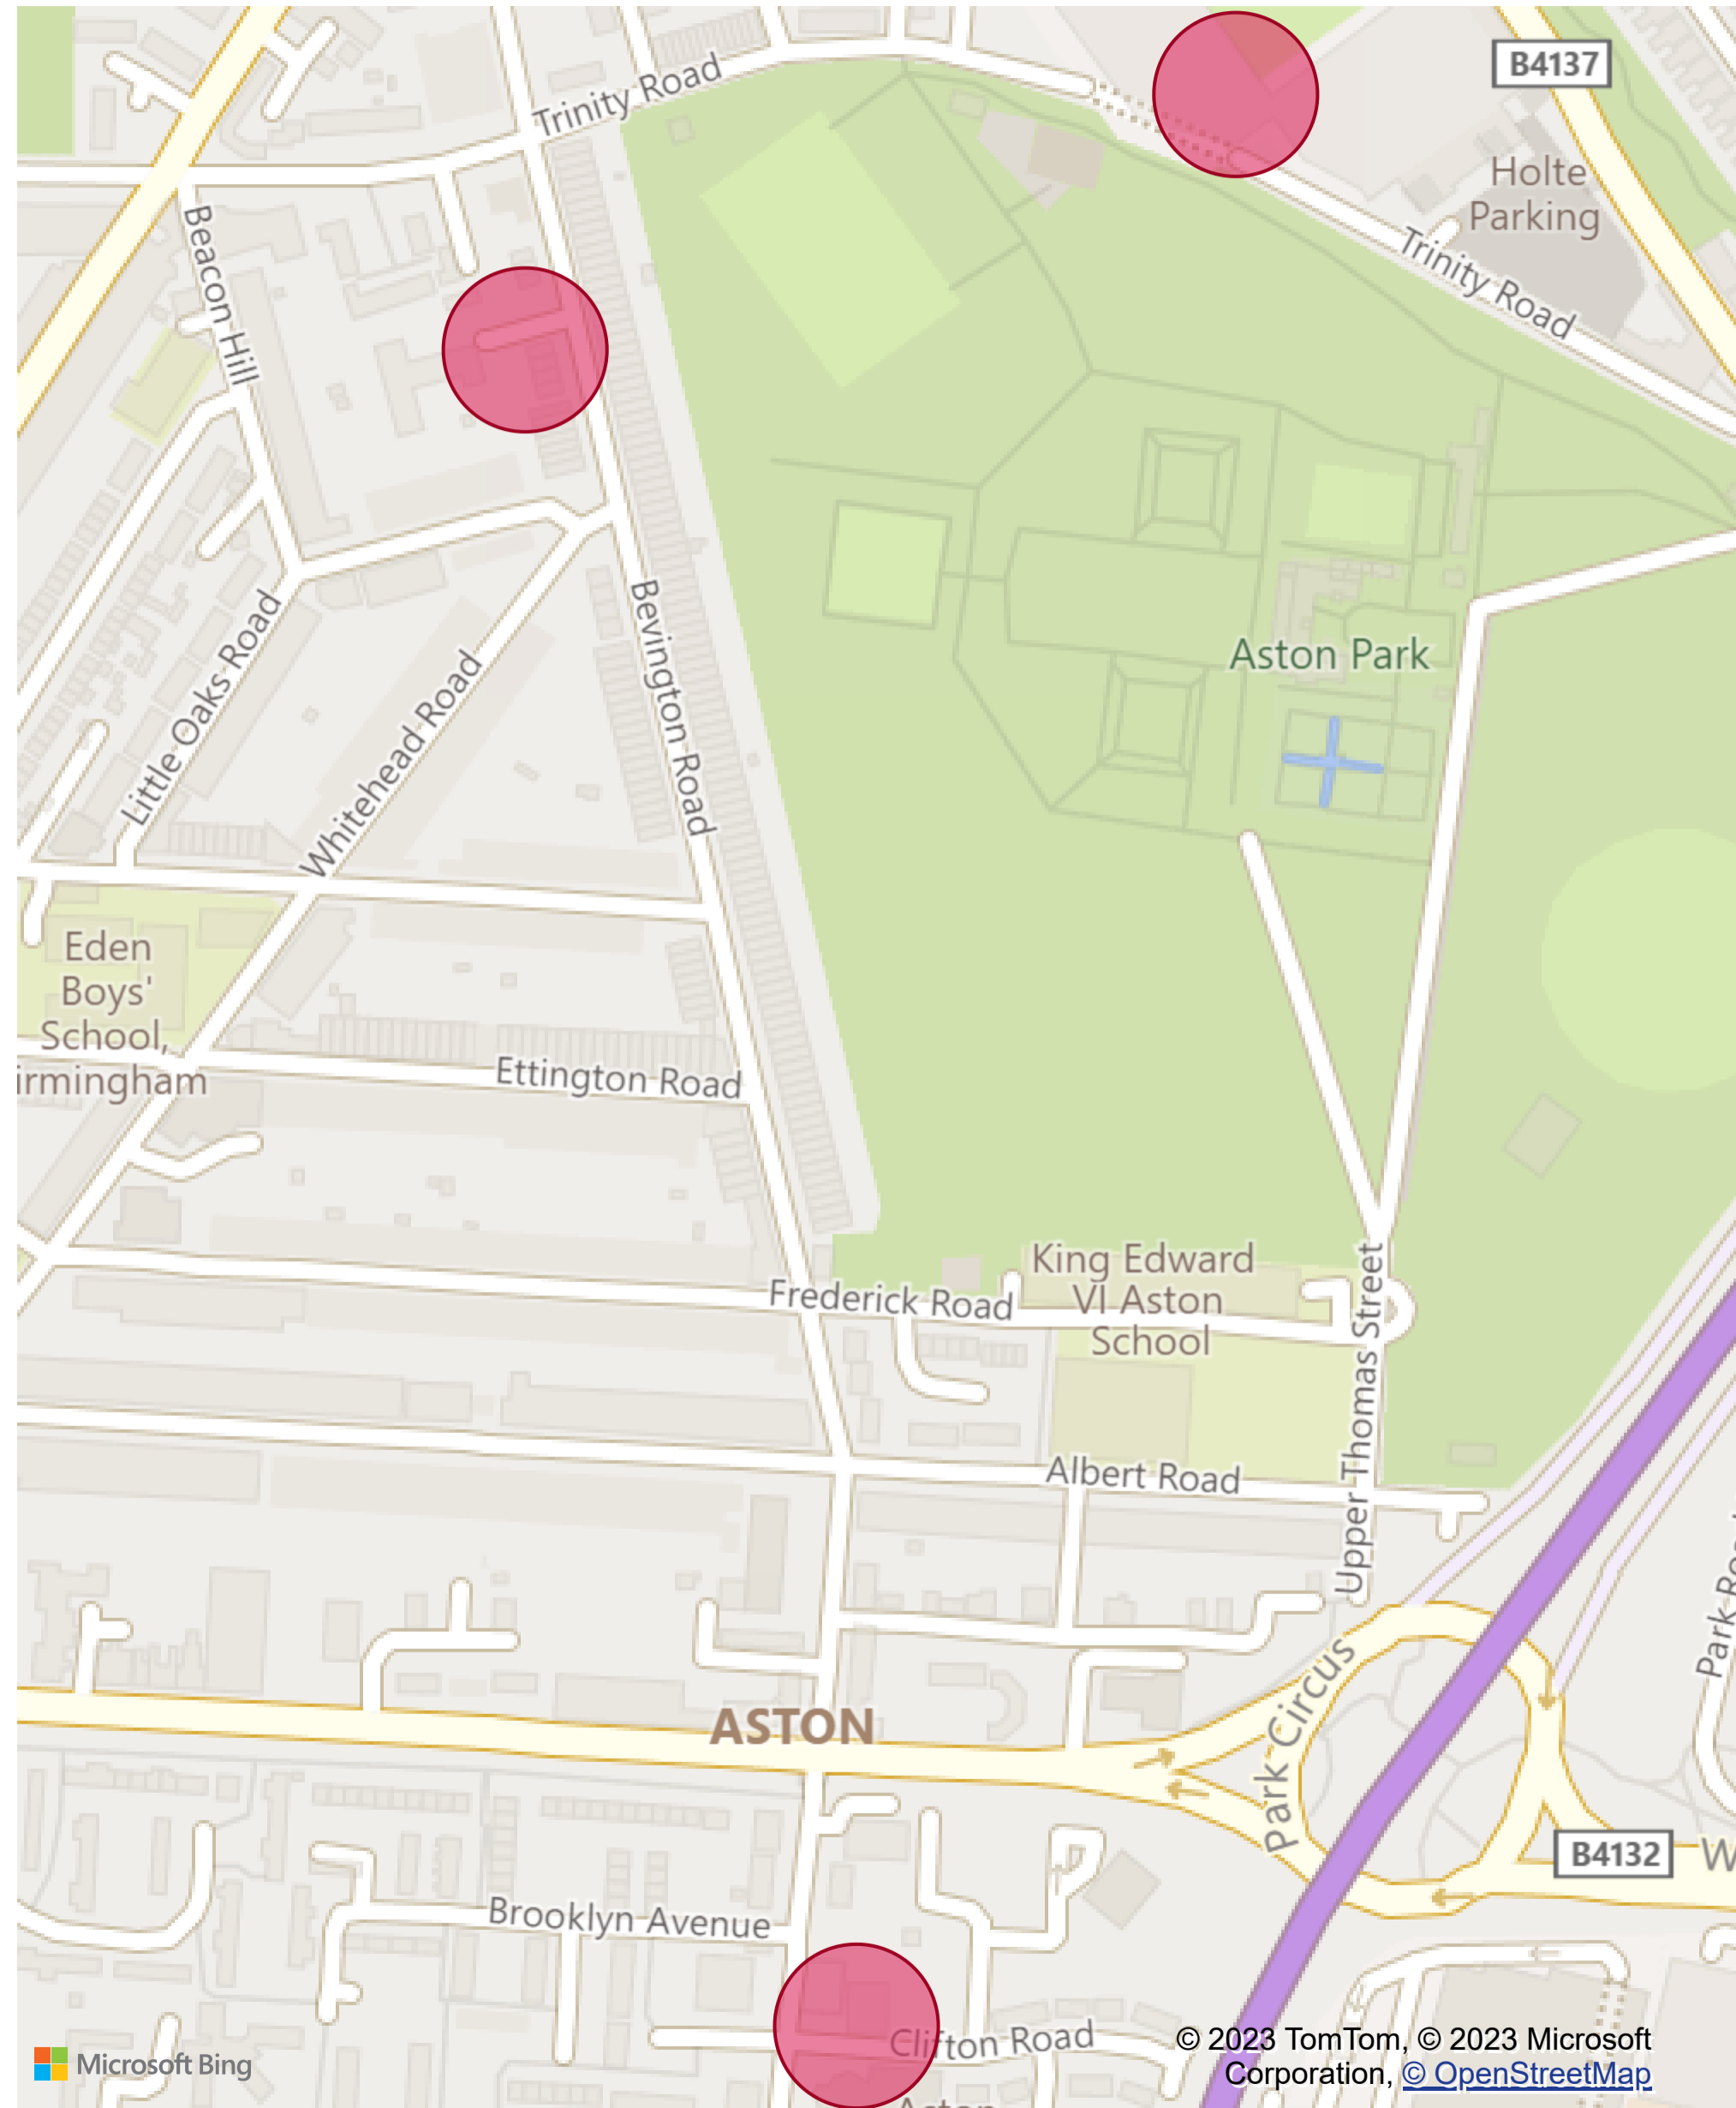 B4137
Trinity Road
Holte
Parking
Beacon Hill
Trinity Road
Aston Park
Bevington Road
Little Oaks Road
Whitehead Road
Eden
Boys'
School,
irmingham
Ettington Road
King Edward
VI Aston
School
Frederick Road
Upper Thomas Street
Albert Road
Park Circus
ASTON
B4132
W
Brooklyn Avenue
Clifton Road
Microsoft Bing
© 2023 TomTom, © 2023 Microsoft
Corporation, © OpenStreetMap